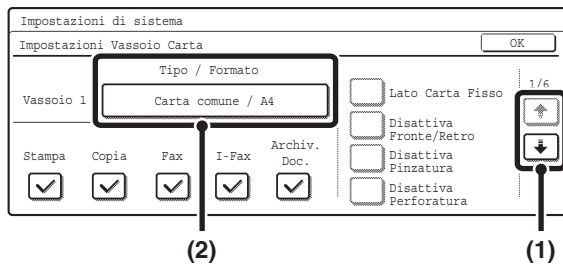 Impostazioni di sistema
Impostazioni Vassoio Carta
OK
Tipo / Formato
1/6
Vassoio 1
Carta comune / A4
Lato Carta Fisso
Disattiva
Fronte/Retro
Disattiva
Pinzatura
Disattiva
Perforatura
Stampa
Copia
Fax
I-Fax
Archiv.
Doc.
(2)
(1)